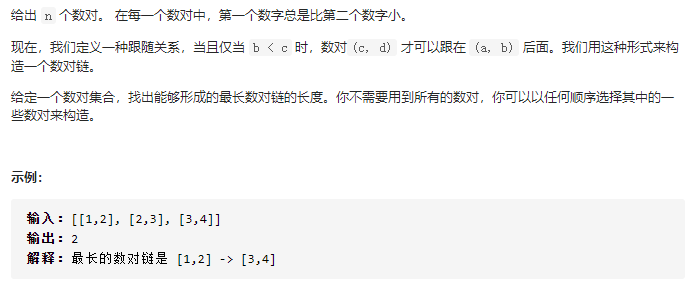 给出 n 个数对。 在每一个数对中，第一个数字总是比第二个数字小。
现在，我们定义一种跟随关系，当且仅当 b < c 时，数对(c, d) 才可以跟在 (a, b) 后面。我们用这种形式来构
造一个数对链。
给定一个数对集合，找出能够形成的最长数对链的长度。你不需要用到所有的数对，你可以以任何顺序选择其中的一
些数对来构造。
示例：
输入：[[1,2], [2,3], [3,4]]
输出：2
解释：最长的数对链是 [1,2] -> [3,4]